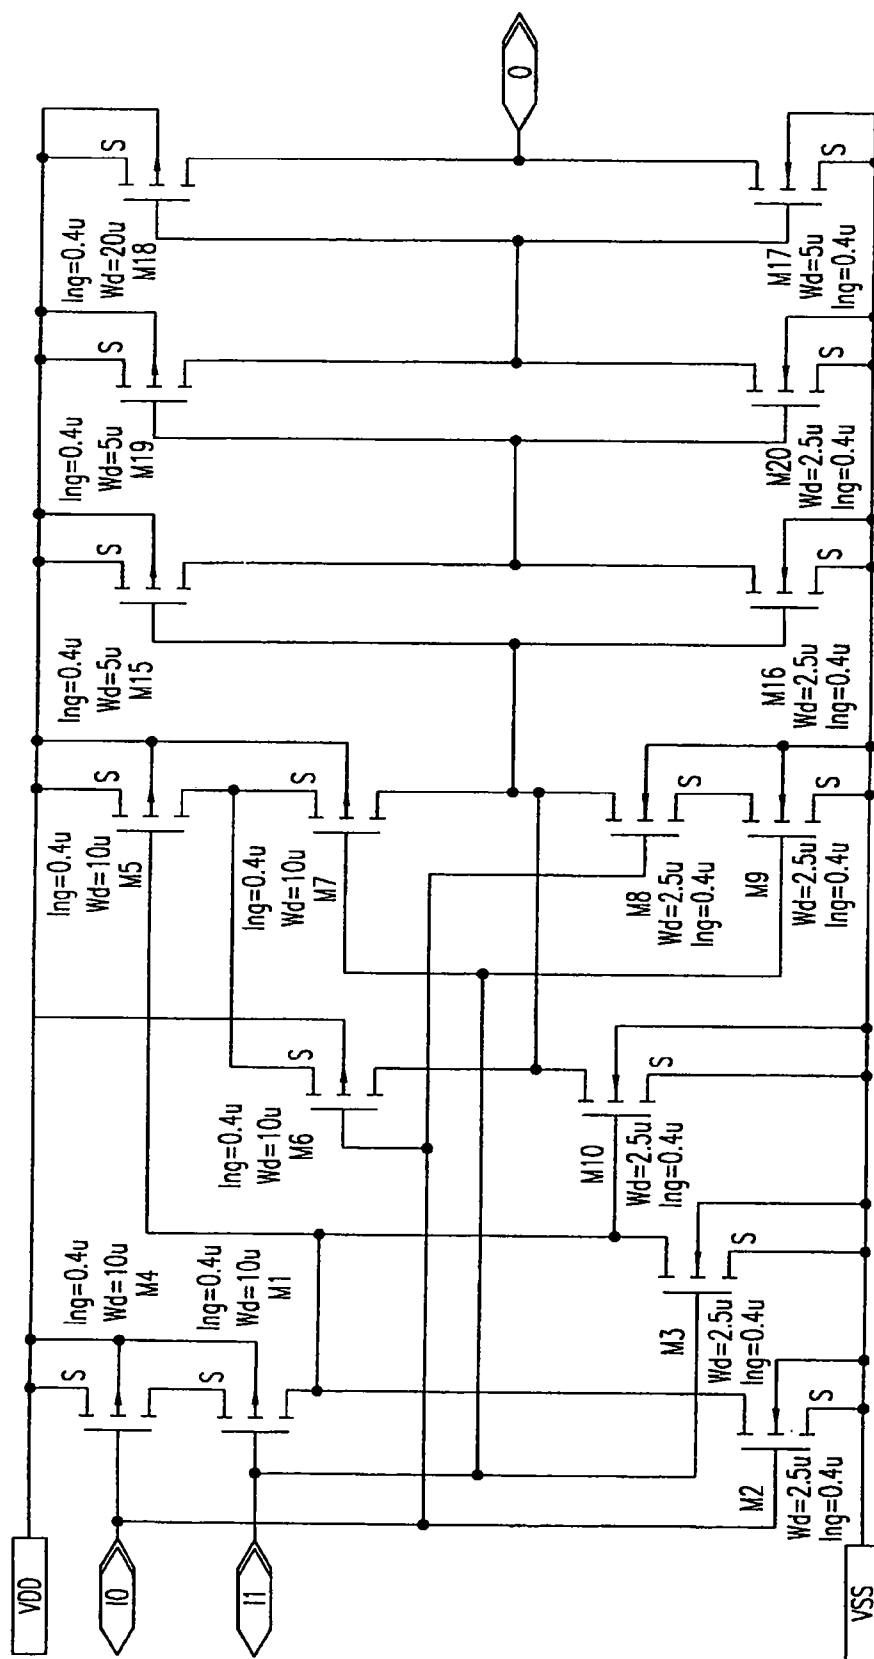 VDD
I0
I1
VSS
lng=0.4u
Wd=10u
M4
lng=0.4u
Wd=10u
M1
S
S
M2
Wd=2.5u
lng=0.4u
S
M3
Wd=2.5u
lng=0.4u
S
lng=0.4u
Wd=10u
M6
S
M10
Wd=2.5u
lng=0.4u
S
lng=0.4u
Wd=10u
M5
S
lng=0.4u
Wd=10u
M7
S
M8
Wd=2.5u
lng=0.4u
S
M9
Wd=2.5u
lng=0.4u
S
lng=0.4u
Wd=5u
M15
S
M16
Wd=2.5u
lng=0.4u
S
lng=0.4u
Wd=5u
M19
S
M20
Wd=2.5u
lng=0.4u
S
lng=0.4u
Wd=20u
M18
S
M17
Wd=5u
lng=0.4u
S
O